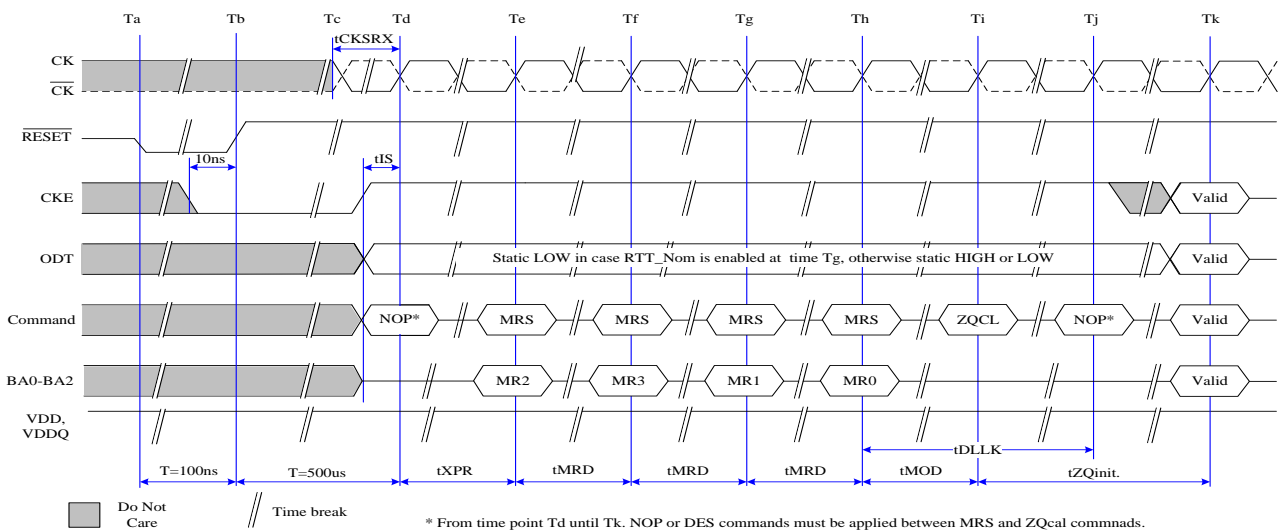 Ta Tb Tc Td Te Tf Tg Th Ti Tj Tk
tCKSRX
CK
CK
RESET
10ns tIS
CKE Valid
ODT Static LOW in case RTT_Nom is enabled at time Tg, otherwise static HIGH or LOW Valid
Command NOP* MRS MRS MRS MRS ZQCL NOP* Valid
BA0-BA2 MR2 MR3 MR1 MR0 Valid
VDD,
VDDQ
tDLLK
T=100ns T=500us tXPR tMRD tMRD tMRD tMOD tZQinit.
Do Not
Care
Time break
* From time point Td until Tk. NOP or DES commands must be applied between MRS and ZQcal commnads.